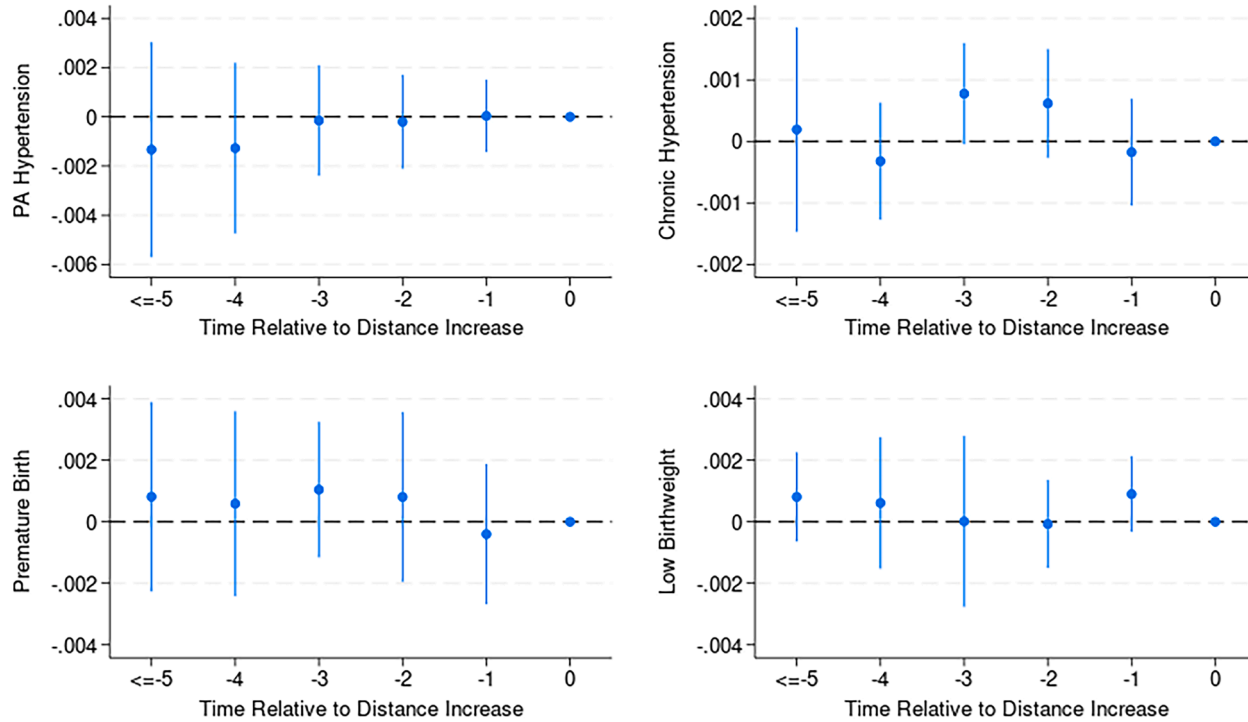 PA Hypertension
.004
.002
0
-.002
-.004
-.006
<=-5 -4 -3 -2 -1 0
Time Relative to Distance Increase
Chronic Hypertension
.002
.001
0
-.001
-.002
<=-5 -4 -3 -2 -1 0
Time Relative to Distance Increase
Premature Birth
.004
.002
0
-.002
-.004
<=-5 -4 -3 -2 -1 0
Time Relative to Distance Increase
Low Birthweight
.004
.002
0
-.002
-.004
<=-5 -4 -3 -2 -1 0
Time Relative to Distance Increase